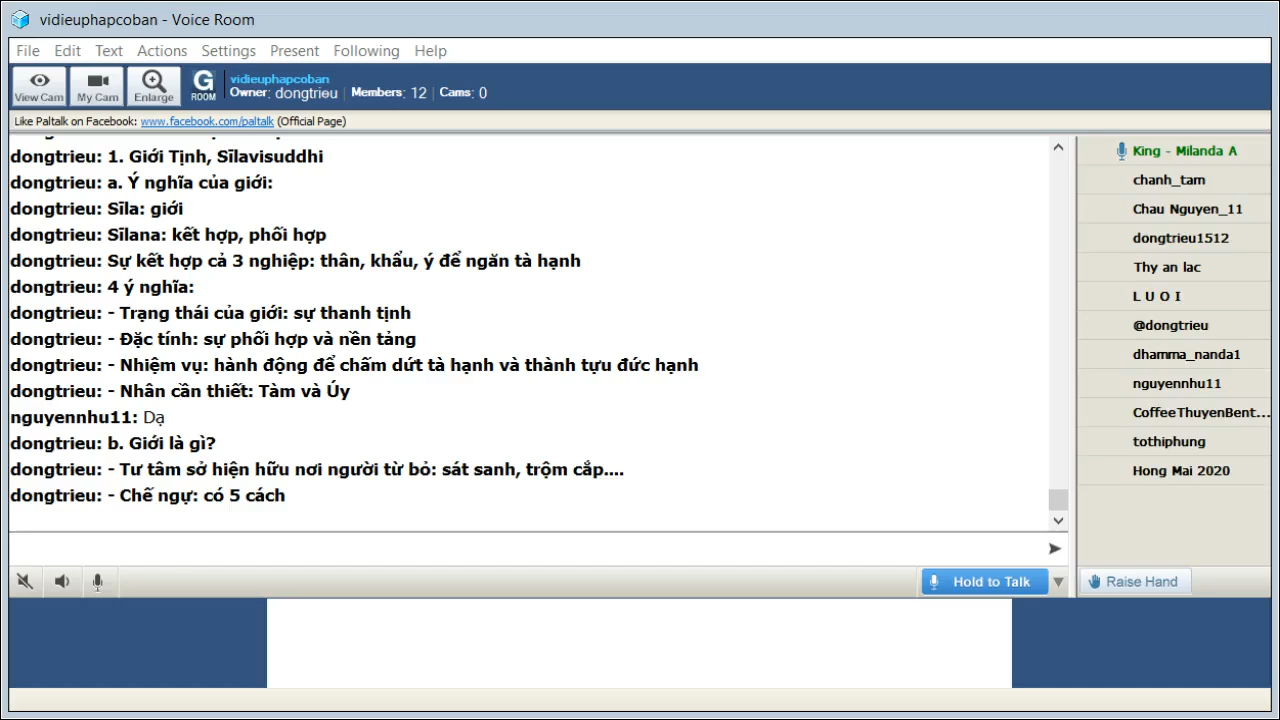 vidieuphapcoban - Voice Room
File Edit Text Actions Settings Present Following Help
View Cam My Cam Enlarge G ROOM
vidieuphapcoban
Owner: dongtrieu Members: 12 Cams: 0
Like Paltalk on Facebook: www.facebook.com/paltalk (Official Page)
dongtrieu: 1. Giới Tịnh, Sīlavisuddhi
dongtrieu: a. Ý nghĩa của giới:
dongtrieu: Sīla: giới
dongtrieu: Sīlana: kết hợp, phối hợp
dongtrieu: Sự kết hợp cả 3 nghiệp: thân, khẩu, ý để ngăn tà hạnh
dongtrieu: 4 ý nghĩa:
dongtrieu: - Trạng thái của giới: sự thanh tịnh
dongtrieu: - Đặc tính: sự phối hợp và nền tảng
dongtrieu: - Nhiệm vụ: hành động để chấm dứt tà hạnh và thành tựu đức hạnh
dongtrieu: - Nhân cần thiết: Tàm và Úy
nguyennhu11: Dạ
dongtrieu: b. Giới là gì?
dongtrieu: - Tư tâm sở hiện hữu nơi người từ bỏ: sát sanh, trộm cắp....
dongtrieu: - Chế ngự: có 5 cách
King - Milanda A
chanh_tam
Chau Nguyen_11
dongtrieu1512
Thy an lac
L U O I
@dongtrieu
dhamma_nanda1
nguyennhu11
CoffeeThuyenBent...
tothiphung
Hong Mai 2020
Hold to Talk
Raise Hand